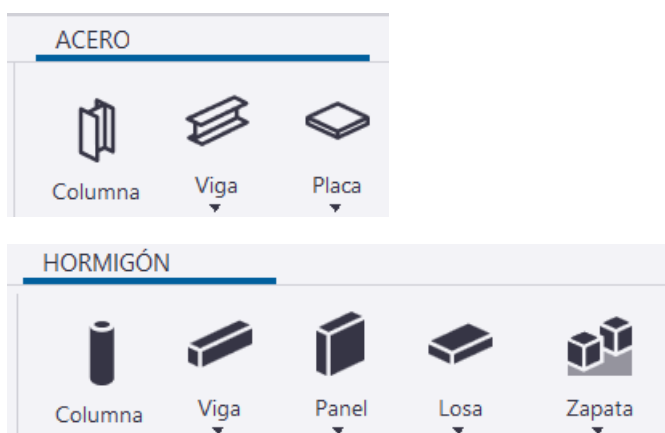 ACERO
Columna Viga Placa
HORMIGÓN
Columna Viga Panel Losa Zapata